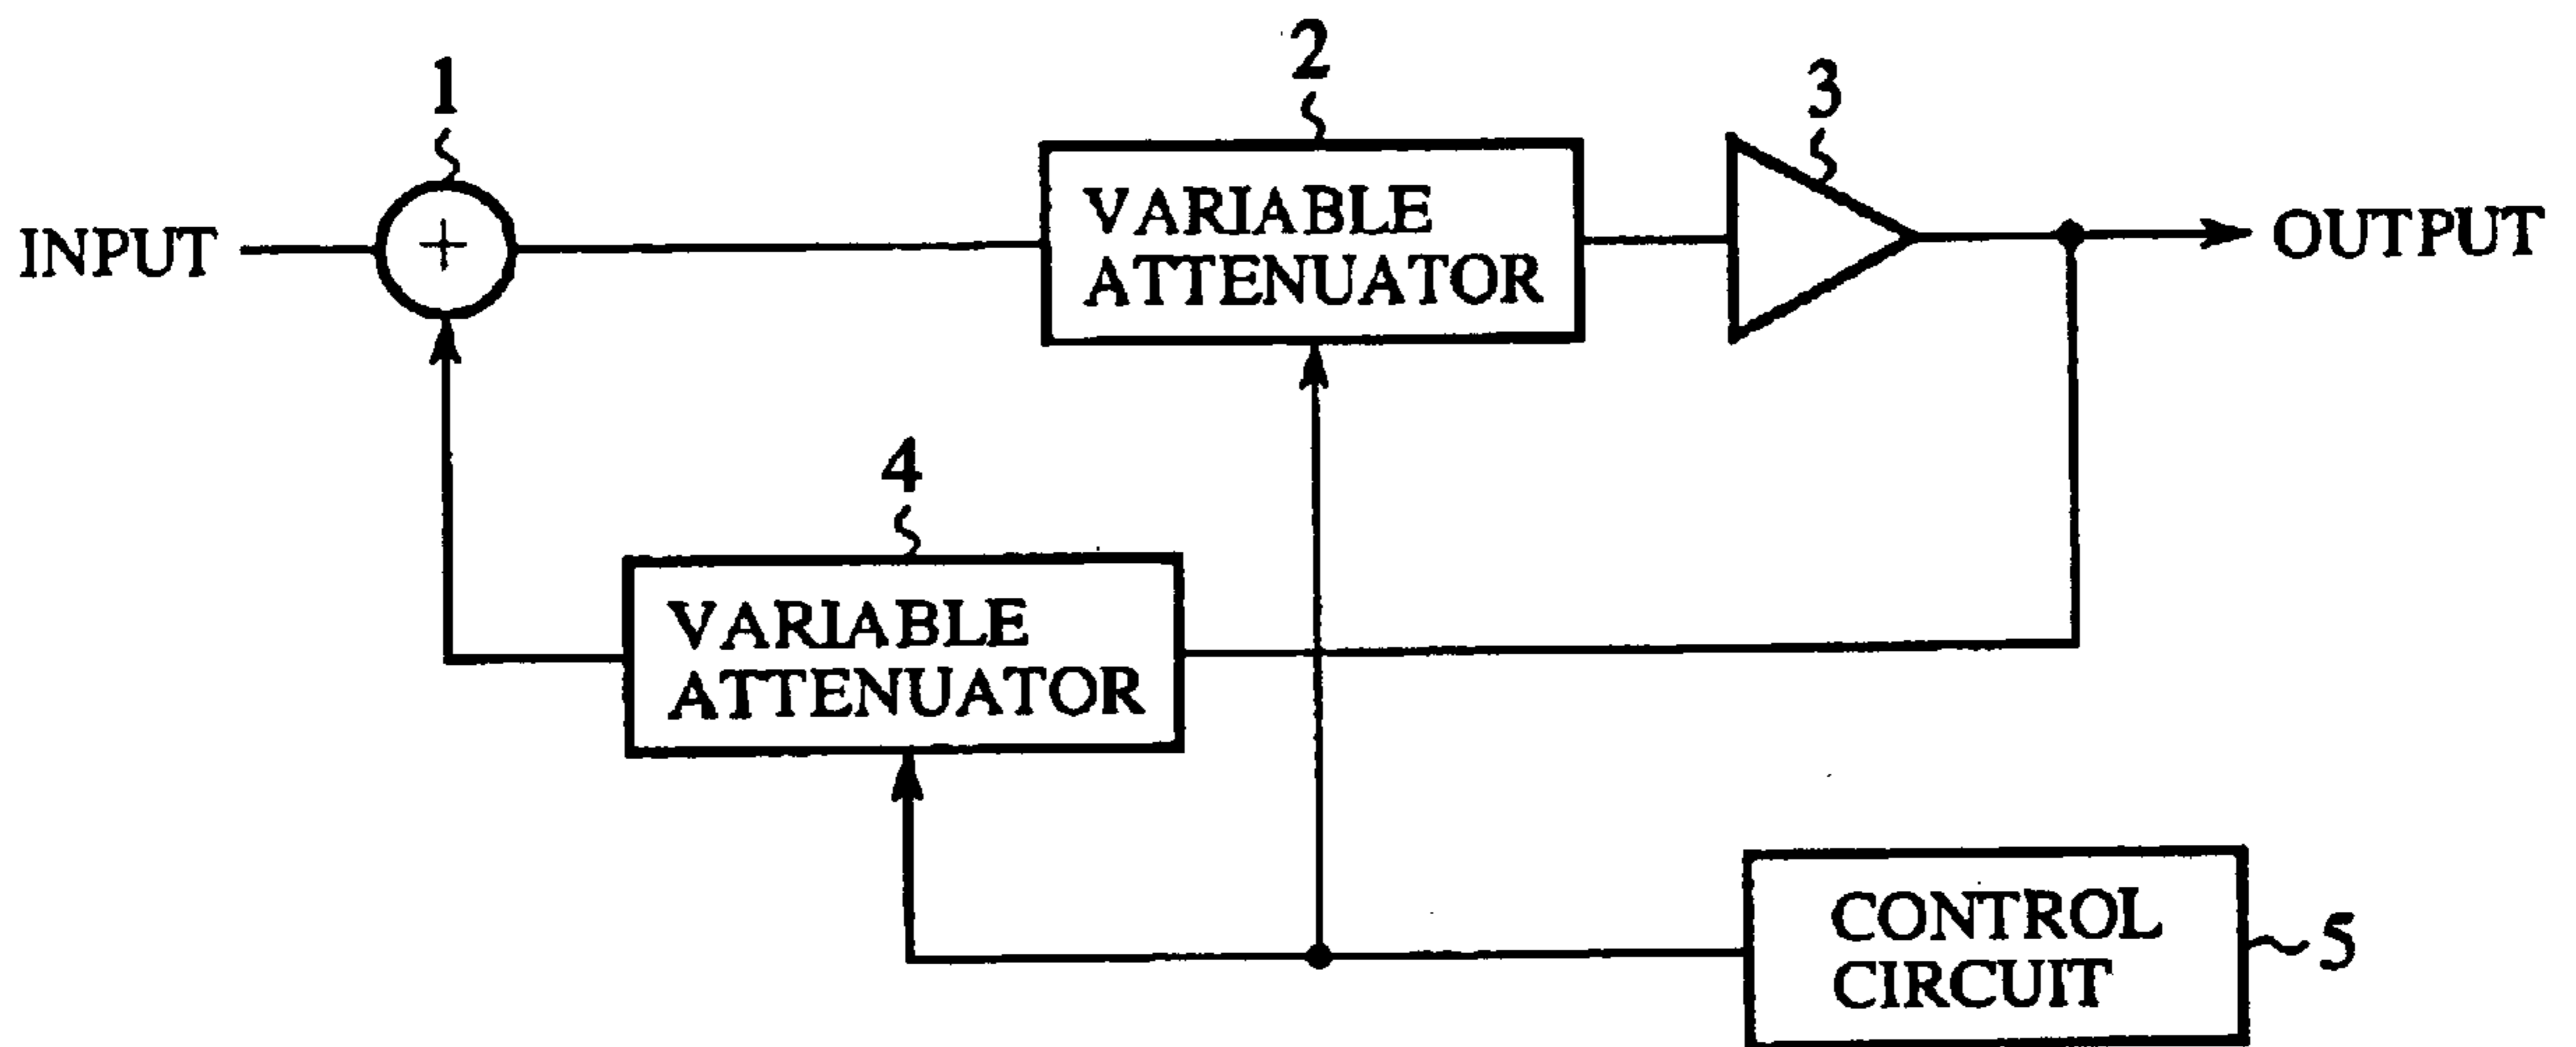 1
2
3
INPUT
+
VARIABLE
ATTENUATOR
OUTPUT
4
VARIABLE
ATTENUATOR
CONTROL
CIRCUIT
5